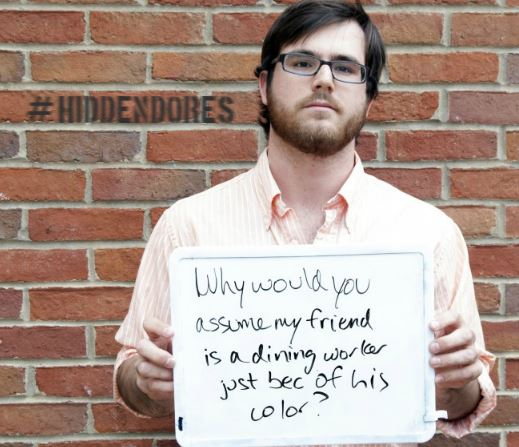 #HIDDENDORES
Why would you
assume my friend
is a dining worker
just bec of his
color?